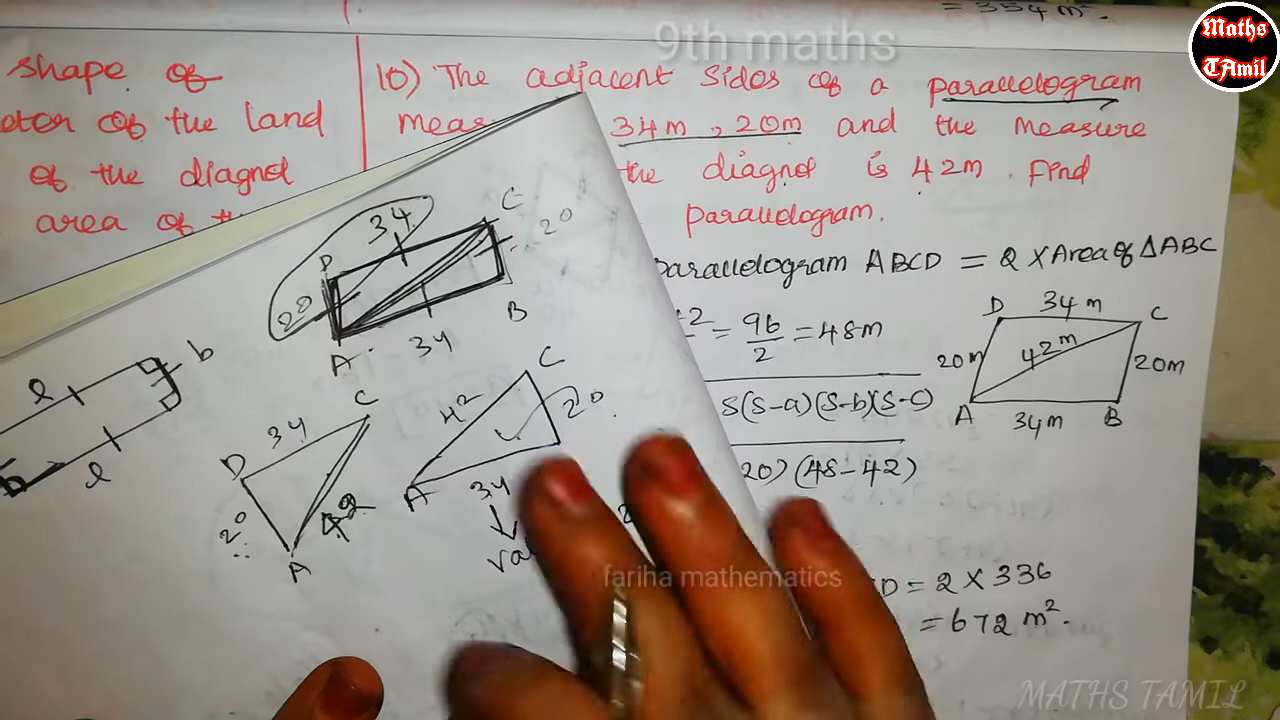 = 354 m².
9th maths
Maths
TAmil
shape of
of the land
of the diagnol
area of
10) The adjacent sides of a parallelogram
34m , 20m and the measure
the diagnol is 42m . Find
parallelogram.
parallelogram ABCD = 2 x Area of ΔABC
= 96/2 = 48m
S(S-a)(S-b)(S-c)
20) (48-42)
D = 2 x 336
= 672 m².
D 34 m C
20m 42m 20m
A 34m B
34 C
D 20
20
A 34 B
l b
l
b
D 34 C
20 42
A
C
42 20
A 34
fariha mathematics
MATHS TAMIL